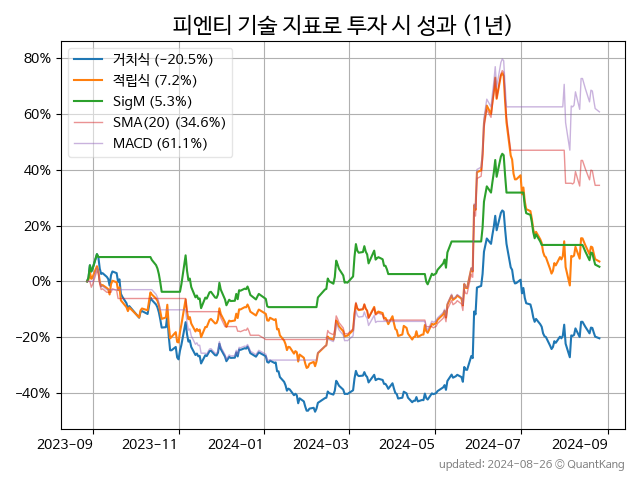 피엔티 기술 지표로 투자 시 성과 (1년)
거치식 (−20.5%)
적립식 (7.2%)
SigM (5.3%)
SMA(20) (34.6%)
MACD (61.1%)
80%
60%
40%
20%
0%
−20%
−40%
2023−09
2023−11
2024−01
2024−03
2024−05
2024−07
2024−09
updated: 2024−08−26 © QuantKang